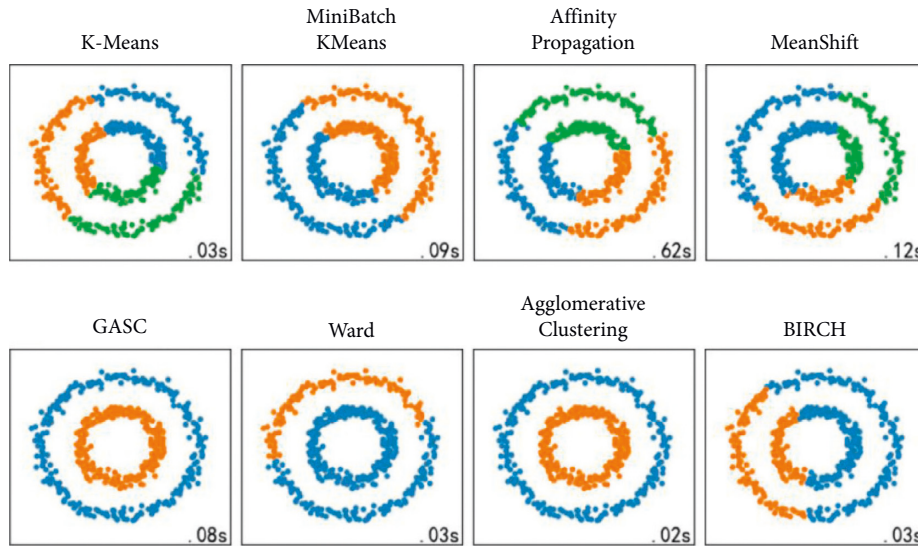 K-Means
MiniBatch
KMeans
Affinity
Propagation
MeanShift
.03s
.09s
.62s
.12s
GASC
Ward
Agglomerative
Clustering
BIRCH
.08s
.03s
.02s
.03s